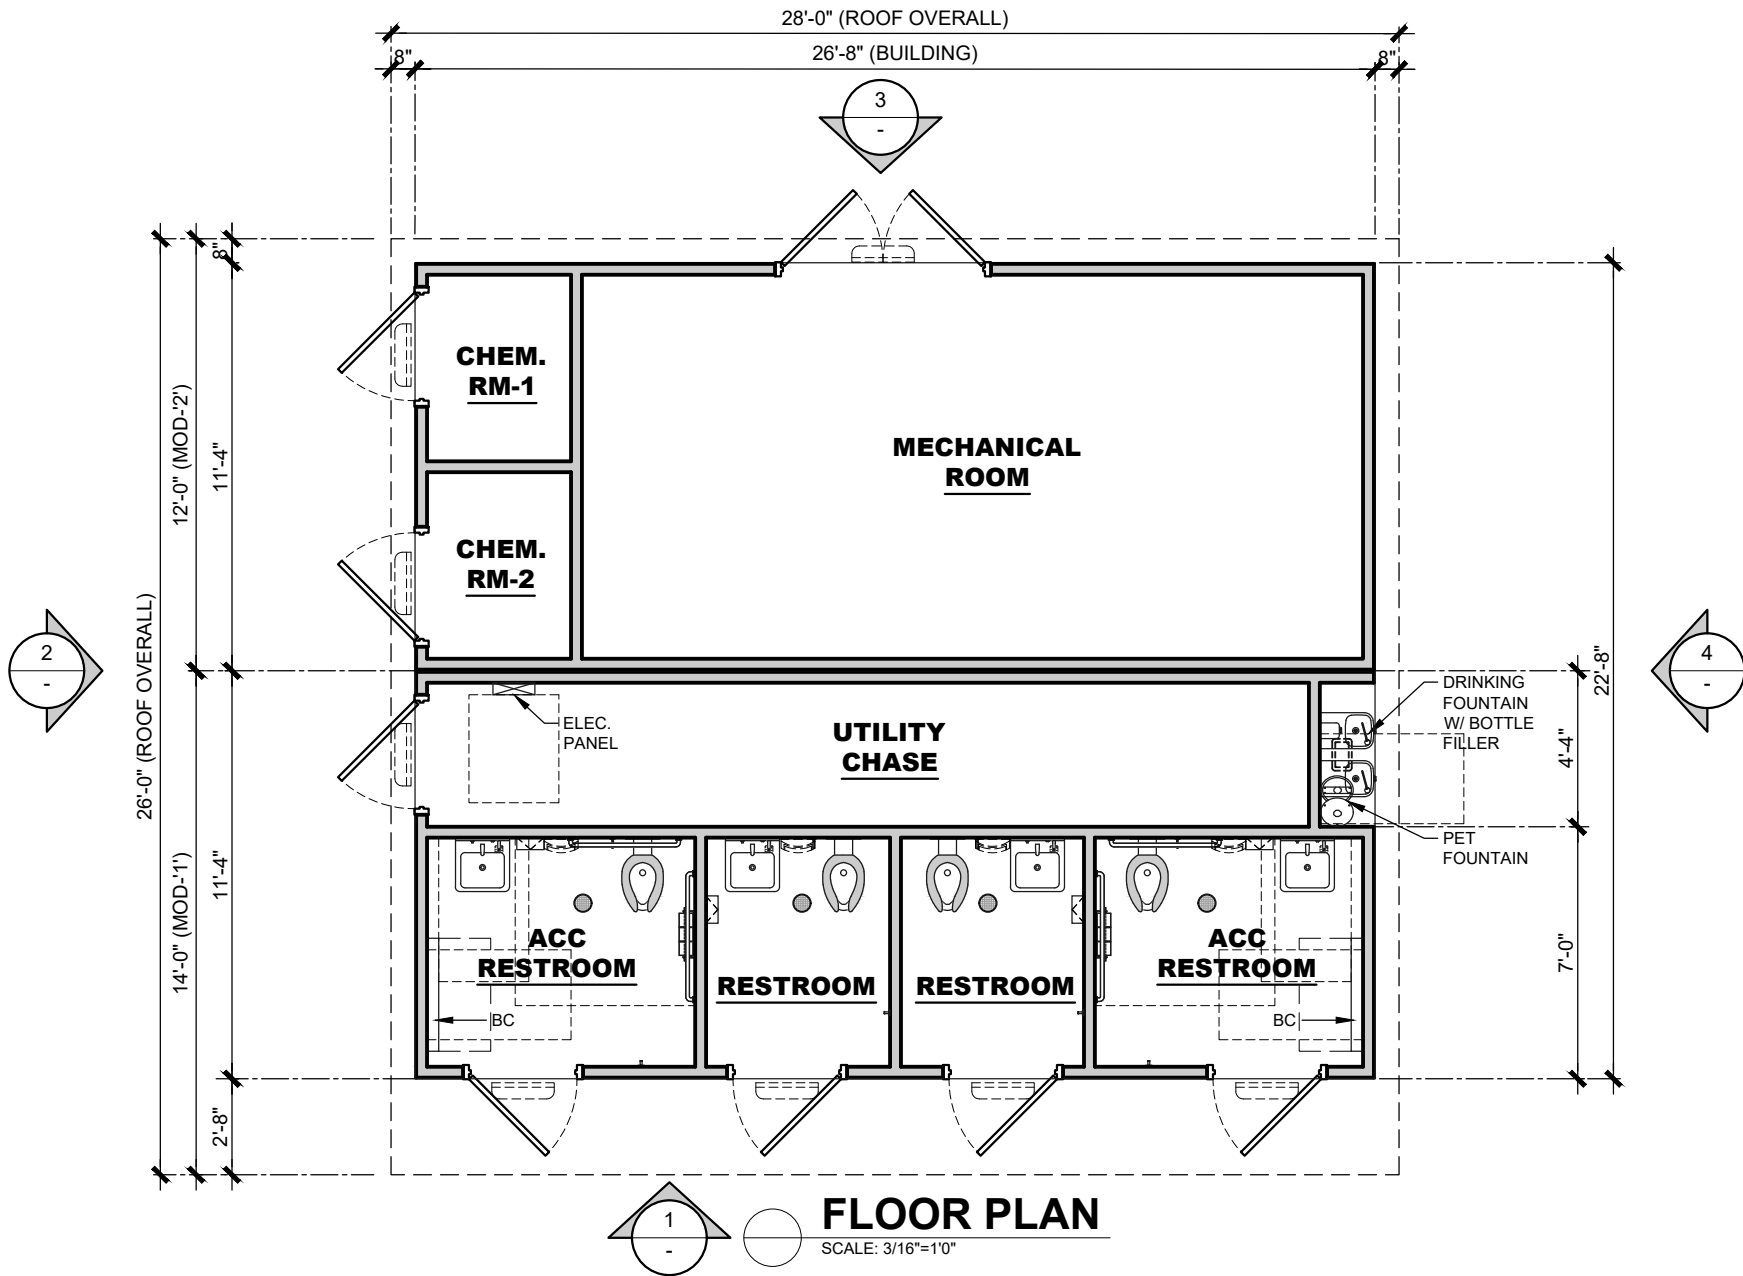 28'-0" (ROOF OVERALL)
8"
26'-8" (BUILDING)
8"
3
-
8"
12'-0" (MOD-'2')
11'-4"
CHEM.
RM-1
MECHANICAL
ROOM
CHEM.
RM-2
26'-0" (ROOF OVERALL)
2
-
4
-
22'-8"
ELEC.
PANEL
UTILITY
CHASE
DRINKING
FOUNTAIN
W/ BOTTLE
FILLER
4'-4"
PET
FOUNTAIN
14'-0" (MOD-'1')
11'-4"
ACC
RESTROOM
RESTROOM
RESTROOM
ACC
RESTROOM
7'-0"
BC
BC
2'-8"
1
-
FLOOR PLAN
SCALE: 3/16"=1'0"